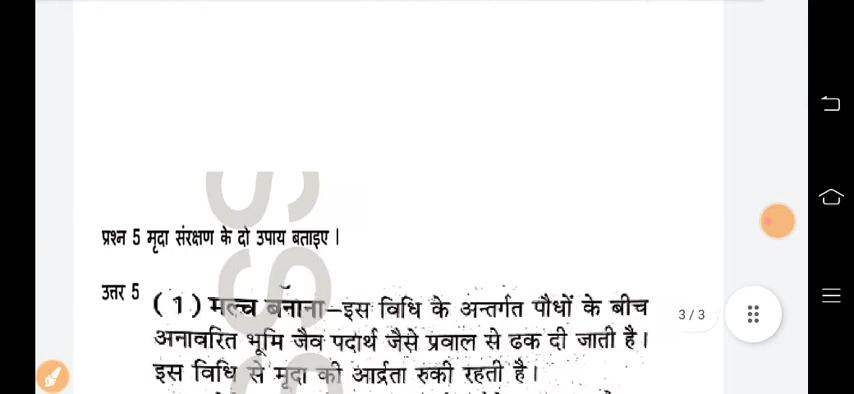 प्रश्न 5 मृदा संरक्षण के दो उपाय बताइए ।
उत्तर 5
( 1 ) मल्च बनाना–इस विधि के अन्तर्गत पौधों के बीच
3 / 3
अनावरित भूमि जैव पदार्थ जैसे प्रवाल से ढक दी जाती है।
इस विधि से मृदा की आर्द्रता रुकी रहती है।